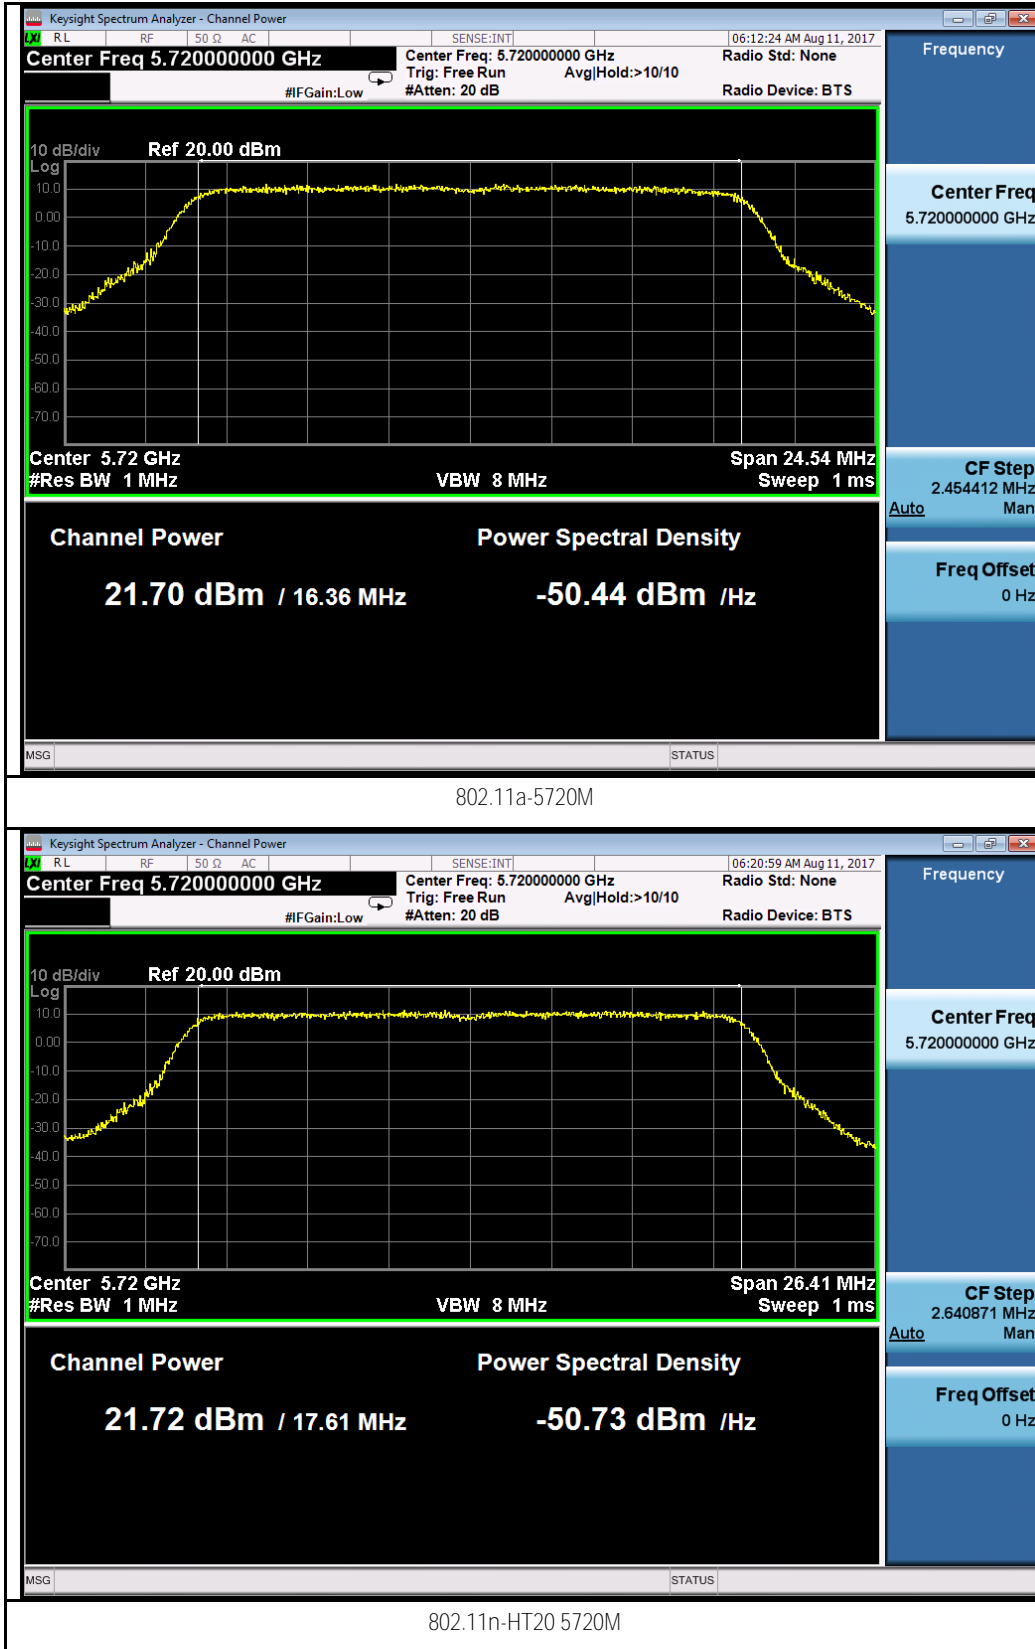 Keysight Spectrum Analyzer - Channel Power
LXI RL RF 50 Ω AC SENSE:INT 06:12:24 AM Aug 11, 2017
Center Freq 5.720000000 GHz
Center Freq: 5.720000000 GHz Radio Std: None
Trig: Free Run Avg|Hold:>10/10
#IFGain:Low #Atten: 20 dB Radio Device: BTS
Frequency
10 dB/div Ref 20.00 dBm
Log
10.0
0.00
-10.0
-20.0
-30.0
-40.0
-50.0
-60.0
-70.0
Center 5.72 GHz Span 24.54 MHz
#Res BW 1 MHz VBW 8 MHz Sweep 1 ms
Center Freq
5.720000000 GHz
CF Step
2.454412 MHz
Auto Man
Freq Offset
0 Hz
Channel Power Power Spectral Density
21.70 dBm / 16.36 MHz -50.44 dBm /Hz
MSG STATUS
802.11a-5720M
Keysight Spectrum Analyzer - Channel Power
LXI RL RF 50 Ω AC SENSE:INT 06:20:59 AM Aug 11, 2017
Center Freq 5.720000000 GHz
Center Freq: 5.720000000 GHz Radio Std: None
Trig: Free Run Avg|Hold:>10/10
#IFGain:Low #Atten: 20 dB Radio Device: BTS
Frequency
10 dB/div Ref 20.00 dBm
Log
10.0
0.00
-10.0
-20.0
-30.0
-40.0
-50.0
-60.0
-70.0
Center 5.72 GHz Span 26.41 MHz
#Res BW 1 MHz VBW 8 MHz Sweep 1 ms
Center Freq
5.720000000 GHz
CF Step
2.640871 MHz
Auto Man
Freq Offset
0 Hz
Channel Power Power Spectral Density
21.72 dBm / 17.61 MHz -50.73 dBm /Hz
MSG STATUS
802.11n-HT20 5720M